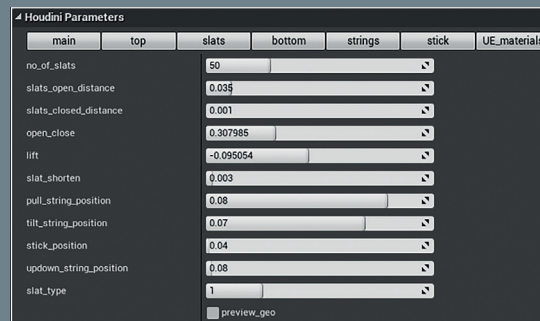 Houdini Parameters
main top slats bottom strings stick UE_materials
no_of_slats 50
slats_open_distance 0.035
slats_closed_distance 0.001
open_close 0.307985
lift -0.095054
slat_shorten 0.003
pull_string_position 0.08
tilt_string_position 0.07
stick_position 0.04
updown_string_position 0.08
slat_type 1
preview_geo